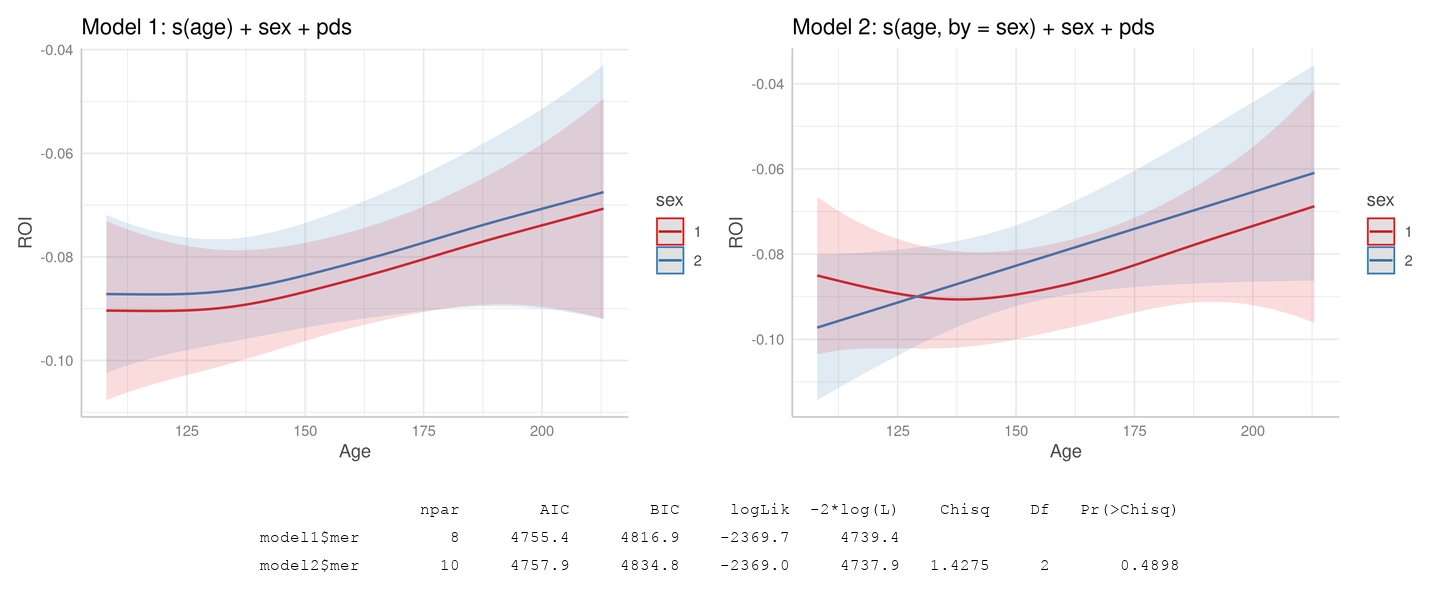 Model 1: s(age) + sex + pds
-0.04
-0.06
-0.08
-0.10
ROI
125 150 175 200
Age
sex
1
2
Model 2: s(age, by = sex) + sex + pds
-0.04
-0.06
-0.08
-0.10
ROI
125 150 175 200
Age
sex
1
2
npar AIC BIC logLik -2*log(L) Chisq Df Pr(>Chisq)
model1$mer 8 4755.4 4816.9 -2369.7 4739.4
model2$mer 10 4757.9 4834.8 -2369.0 4737.9 1.4275 2 0.4898